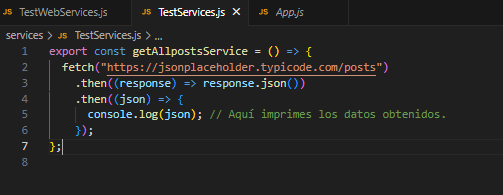 JS TestWebServices.js JS TestServices.js X JS App.js
services > JS TestServices.js > ...
1 export const getAllpostsService = () => {
2 fetch("https://jsonplaceholder.typicode.com/posts")
3 .then((response) => response.json())
4 .then((json) => {
5 console.log(json); // Aquí imprimes los datos obtenidos.
6 });
7 };
8